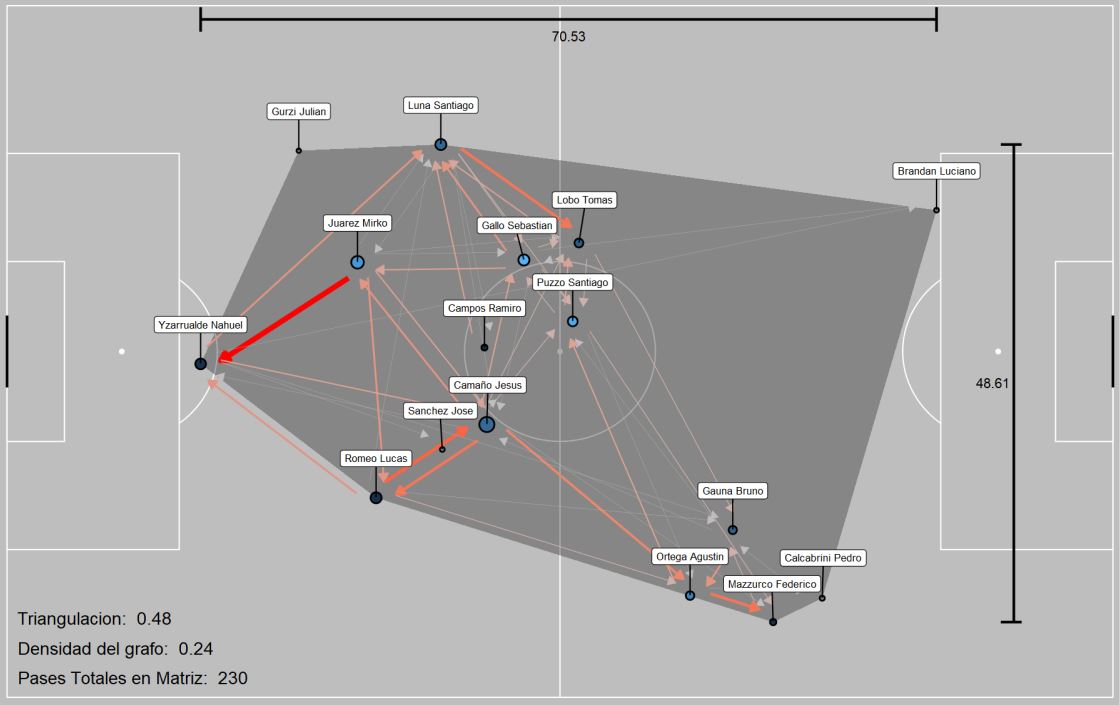 70.53
Luna Santiago
Gurzi Julian
Brandan Luciano
Lobo Tomas
Juarez Mirko
Gallo Sebastian
Puzzo Santiago
Campos Ramiro
Yzarrualde Nahuel
48.61
Camaño Jesus
Sanchez Jose
Romeo Lucas
Gauna Bruno
Ortega Agustin
Calcabrini Pedro
Mazzurco Federico
Triangulacion: 0.48
Densidad del grafo: 0.24
Pases Totales en Matriz: 230